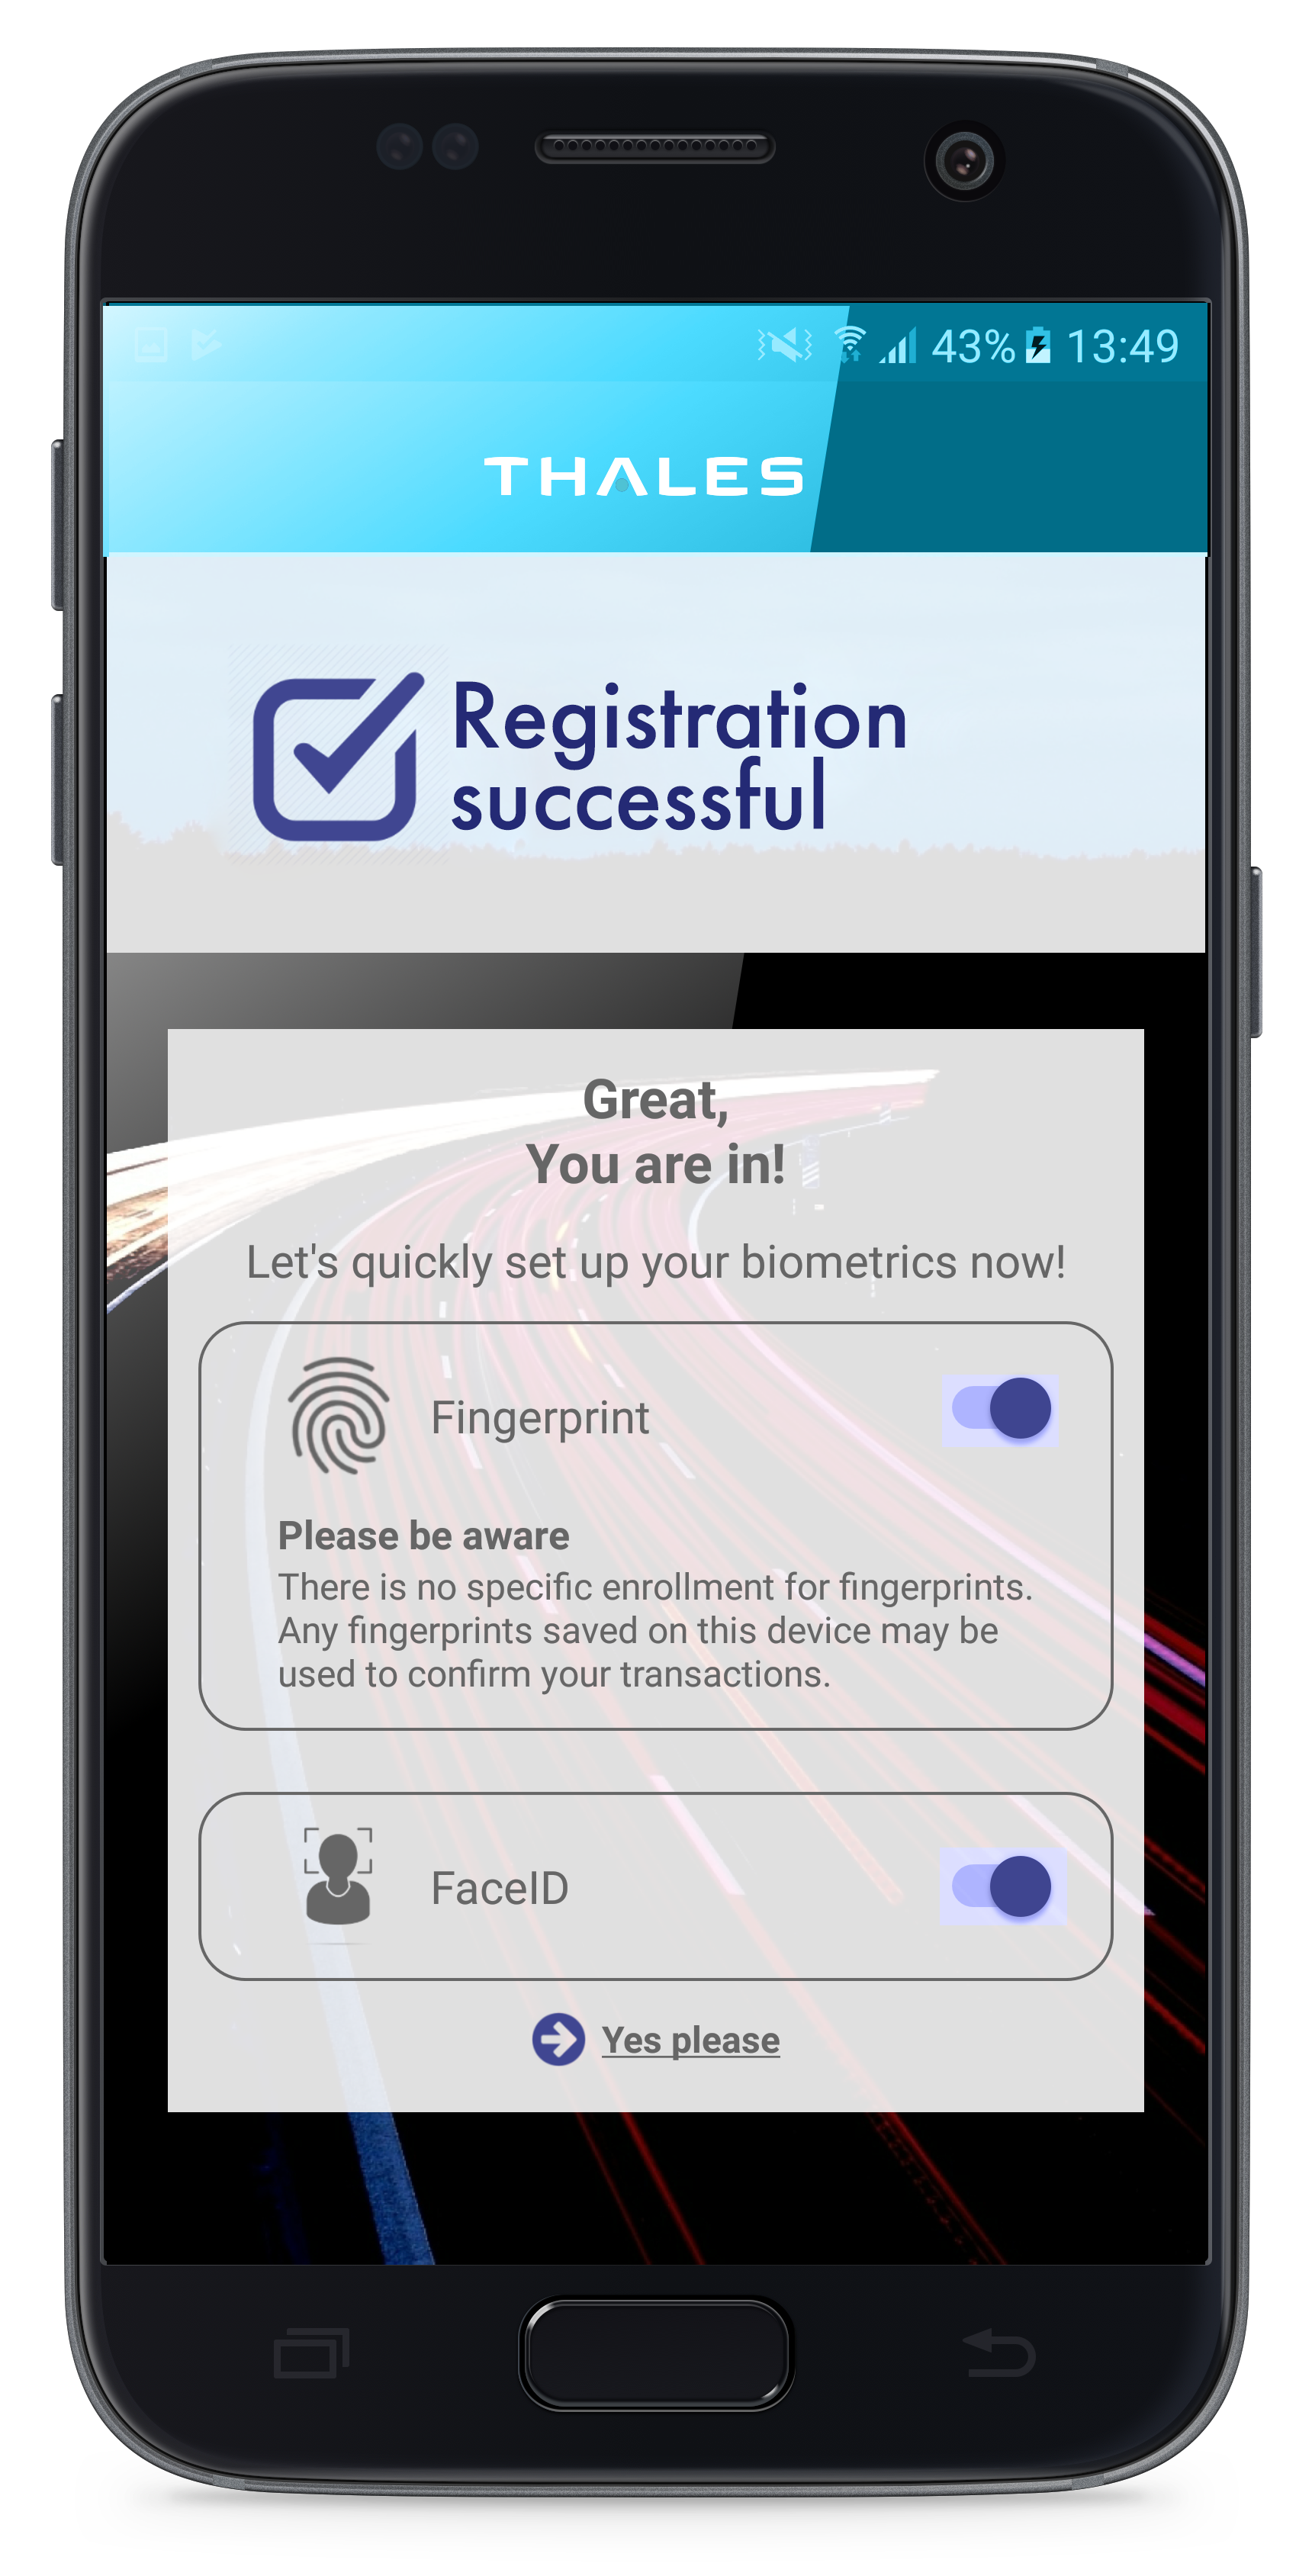 43% 13:49
THALES
Registration
successful
Great,
You are in!
Let's quickly set up your biometrics now!
Fingerprint
Please be aware
There is no specific enrollment for fingerprints.
Any fingerprints saved on this device may be
used to confirm your transactions.
FaceID
Yes please